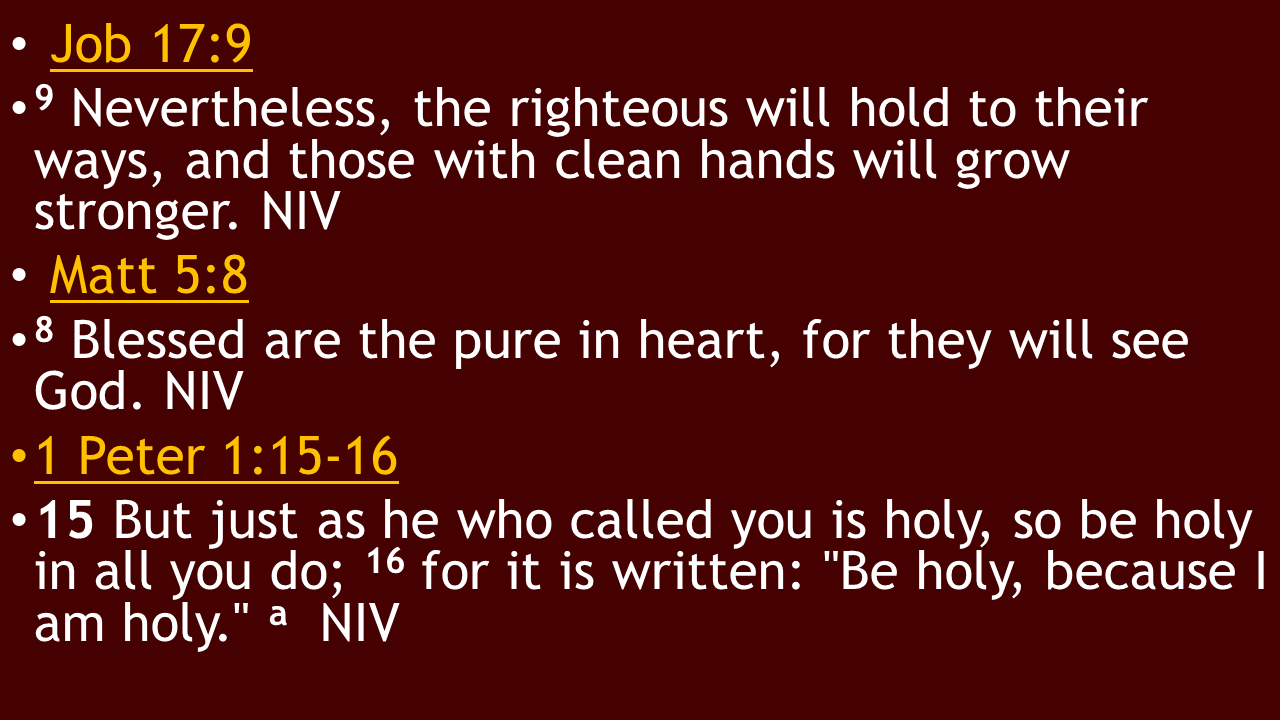 • Job 17:9
• 9 Nevertheless, the righteous will hold to their
ways, and those with clean hands will grow
stronger. NIV
• Matt 5:8
• 8 Blessed are the pure in heart, for they will see
God. NIV
• 1 Peter 1:15-16
• 15 But just as he who called you is holy, so be holy
in all you do; 16 for it is written: "Be holy, because I
am holy." a NIV